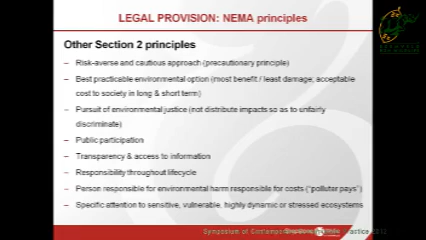 LEGAL PROVISION: NEMA principles
Other Section 2 principles
– Risk-averse and cautious approach (precautionary principle)
– Best practicable environmental option (most benefit / least damage; acceptable
cost to society in long & short term)
– Pursuit of environmental justice (not distribute impacts so as to unfairly
discriminate)
– Public participation
– Transparency & access to information
– Responsibility throughout lifecycle
– Person responsible for environmental harm responsible for costs ("polluter pays")
– Specific attention to sensitive, vulnerable, highly dynamic or stressed ecosystems
Symposium of Contemporary Practice 2012